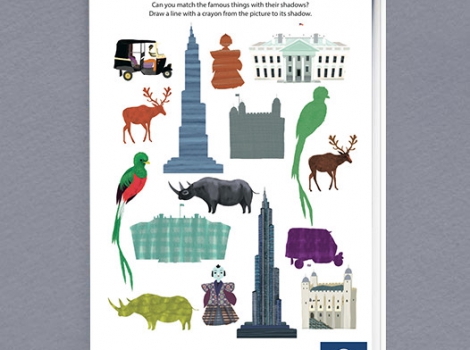 Can you match the famous things with their shadows?
Draw a line with a crayon from the picture to its shadow.